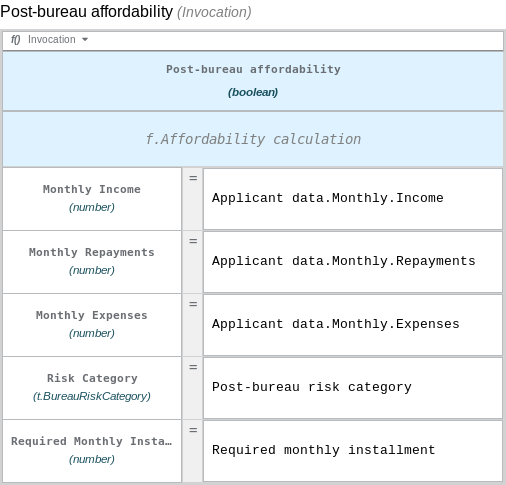 Post-bureau affordability (Invocation)
f() Invocation
Post-bureau affordability
(boolean)
f.Affordability calculation
Monthly Income
(number)
=
Applicant data.Monthly.Income
Monthly Repayments
(number)
=
Applicant data.Monthly.Repayments
Monthly Expenses
(number)
=
Applicant data.Monthly.Expenses
Risk Category
(t.BureauRiskCategory)
=
Post-bureau risk category
Required Monthly Insta…
(number)
=
Required monthly installment